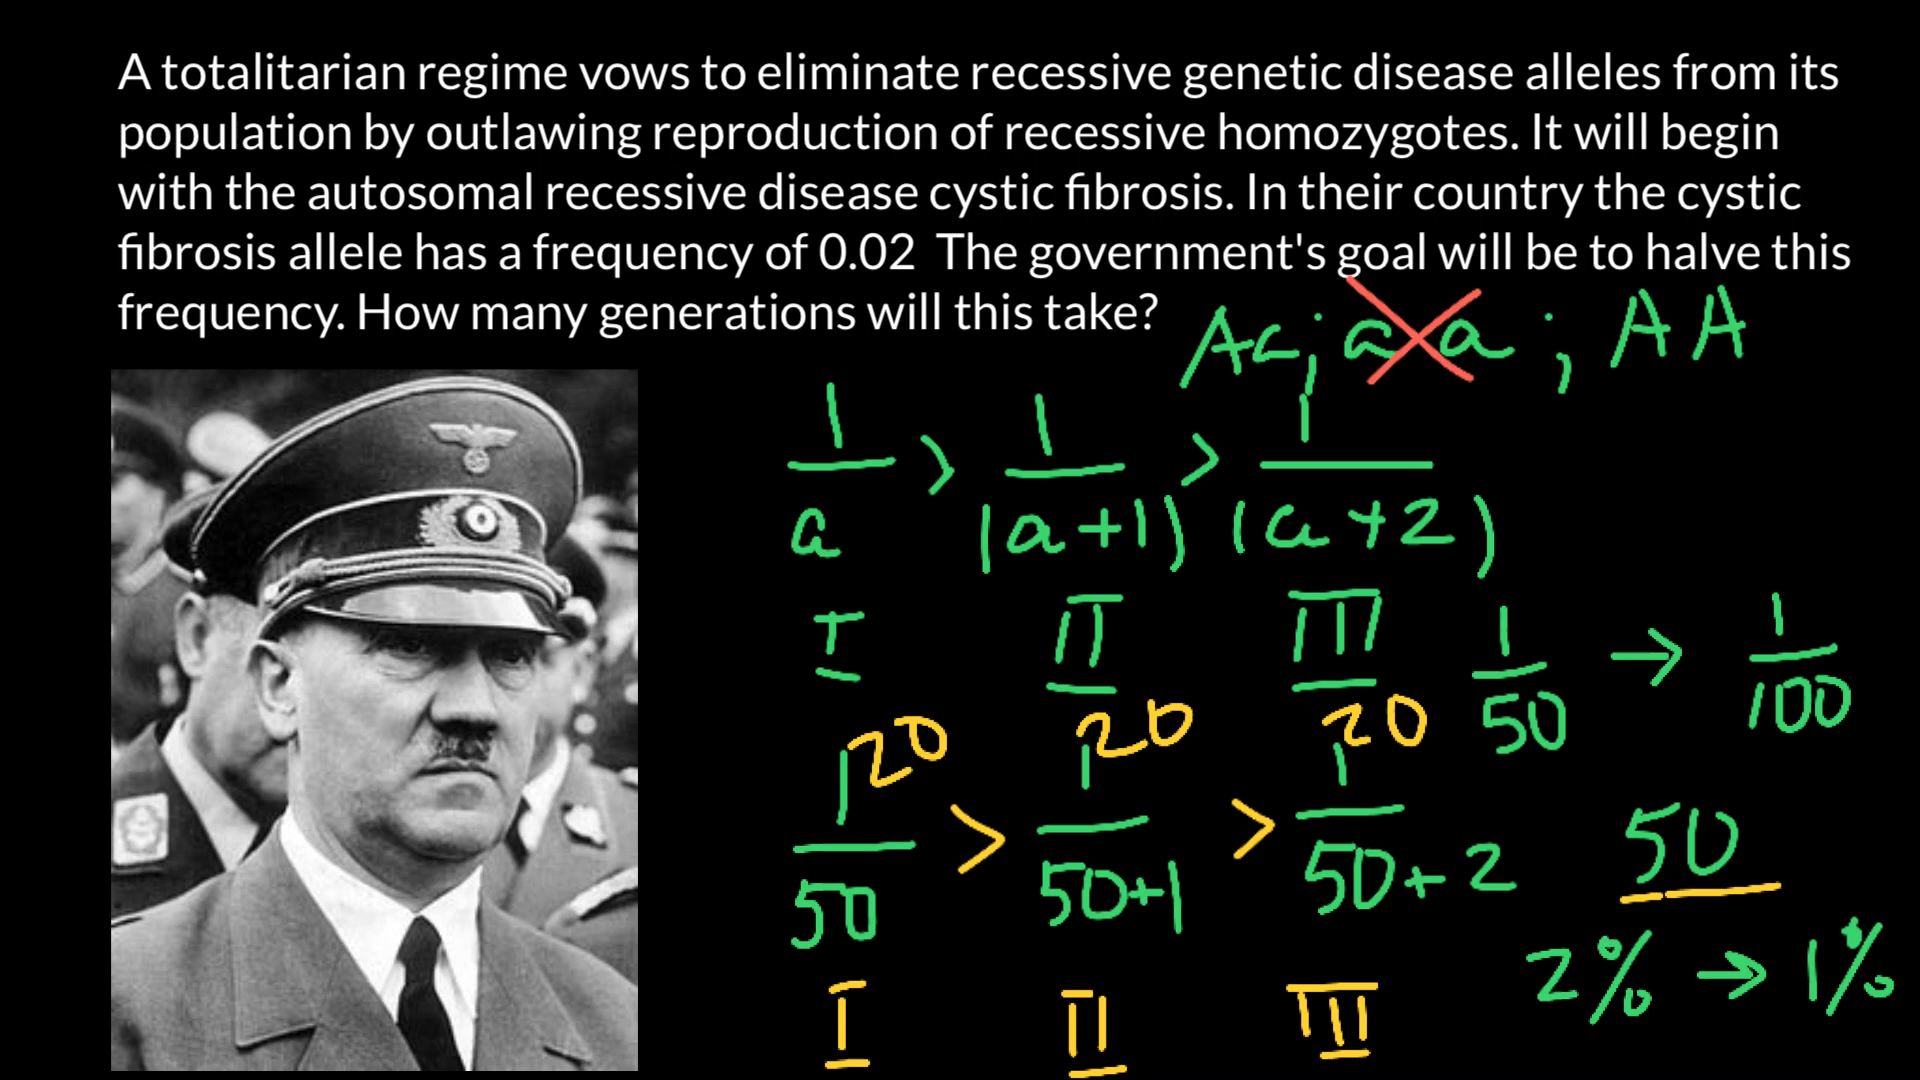 A totalitarian regime vows to eliminate recessive genetic disease alleles from its
population by outlawing reproduction of recessive homozygotes. It will begin
with the autosomal recessive disease cystic fibrosis. In their country the cystic
fibrosis allele has a frequency of 0.02  The government's goal will be to halve this
frequency. How many generations will this take?
Aa; aa ; AA
1/a > 1/(a+1) > 1/(a+2)
I II III 1/50 → 1/100
20 20 20
1/50 > 1/50+1 > 1/50+2 50
2% → 1%
I II III